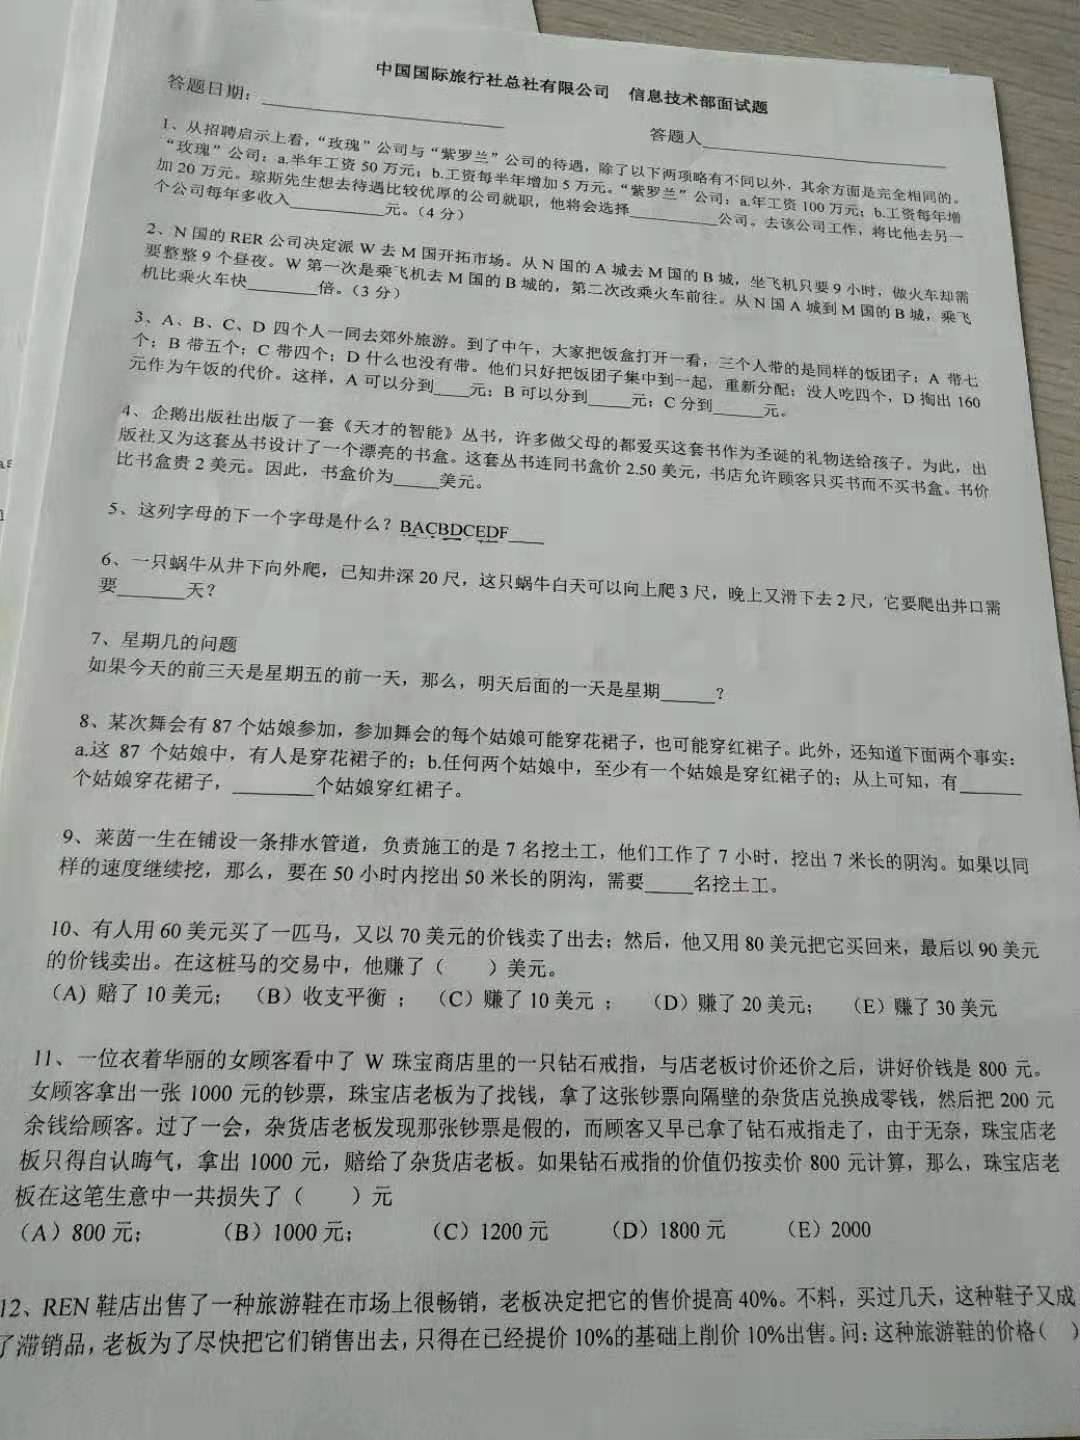 中国国际旅行社总社有限公司 信息技术部面试题
答题日期：
答题人
1、从招聘启示上看，“玫瑰”公司与“紫罗兰”公司的待遇，除了以下两项略有不同以外，其余方面是完全相同的。
“玫瑰”公司：a.半年工资 50 万元；b.工资每半年增加 5 万元。“紫罗兰”公司：a.年工资 100 万元；b.工资每年增
加 20 万元。琼斯先生想去待遇比较优厚的公司就职，他将会选择________公司。去该公司工作，将比他去另一
个公司每年多收入________元。（4 分）
2、N 国的 RER 公司决定派 W 去 M 国开拓市场。从 N 国的 A 城去 M 国的 B 城，坐飞机只要 9 小时，做火车却需
要整整 9 个昼夜。W 第一次是乘飞机去 M 国的 B 城的，第二次改乘火车前往。从 N 国 A 城到 M 国的 B 城，乘飞
机比乘火车快________倍。（3 分）
3、A、B、C、D 四个人一同去郊外旅游。到了中午，大家把饭盒打开一看，三个人带的是同样的饭团子；A 带七
个；B 带五个；C 带四个；D 什么也没有带。他们只好把饭团子集中到一起，重新分配：没人吃四个，D 掏出 160
元作为午饭的代价。这样，A 可以分到____元；B 可以分到____元；C 分到_____元。
4、企鹅出版社出版了一套《天才的智能》丛书，许多做父母的都爱买这套书作为圣诞的礼物送给孩子。为此，出
版社又为这套丛书设计了一个漂亮的书盒。这套丛书连同书盒价 2.50 美元，书店允许顾客只买书而不买书盒。书价
比书盒贵 2 美元。因此，书盒价为____美元。
5、这列字母的下一个字母是什么？BACBDCEDF___
6、一只蜗牛从井下向外爬，已知井深 20 尺，这只蜗牛白天可以向上爬 3 尺，晚上又滑下去 2 尺，它要爬出井口需
要______天？
7、星期几的问题
如果今天的前三天是星期五的前一天，那么，明天后面的一天是星期_____？
8、某次舞会有 87 个姑娘参加，参加舞会的每个姑娘可能穿花裙子，也可能穿红裙子。此外，还知道下面两个事实：
a.这 87 个姑娘中，有人是穿花裙子的；b.任何两个姑娘中，至少有一个姑娘是穿红裙子的；从上可知，有______
个姑娘穿花裙子，_______个姑娘穿红裙子。
9、莱茵一生在铺设一条排水管道，负责施工的是 7 名挖土工，他们工作了 7 小时，挖出 7 米长的阴沟。如果以同
样的速度继续挖，那么，要在 50 小时内挖出 50 米长的阴沟，需要____名挖土工。
10、有人用 60 美元买了一匹马，又以 70 美元的价钱卖了出去；然后，他又用 80 美元把它买回来，最后以 90 美元
的价钱卖出。在这桩马的交易中，他赚了（ ）美元。
（A）赔了 10 美元； （B）收支平衡 ； （C）赚了 10 美元 ； （D）赚了 20 美元； （E）赚了 30 美元
11、一位衣着华丽的女顾客看中了 W 珠宝商店里的一只钻石戒指，与店老板讨价还价之后，讲好价钱是 800 元。
女顾客拿出一张 1000 元的钞票，珠宝店老板为了找钱，拿了这张钞票向隔壁的杂货店兑换成零钱，然后把 200 元
余钱给顾客。过了一会，杂货店老板发现那张钞票是假的，而顾客又早已拿了钻石戒指走了，由于无奈，珠宝店老
板只得自认晦气，拿出 1000 元，赔给了杂货店老板。如果钻石戒指的价值仍按卖价 800 元计算，那么，珠宝店老
板在这笔生意中一共损失了（ ）元
（A）800 元； （B）1000 元； （C）1200 元 （D）1800 元 （E）2000
12、REN 鞋店出售了一种旅游鞋在市场上很畅销，老板决定把它的售价提高 40%。不料，买过几天，这种鞋子又成
了滞销品，老板为了尽快把它们销售出去，只得在已经提价 10%的基础上削价 10%出售。问：这种旅游鞋的价格（ ）